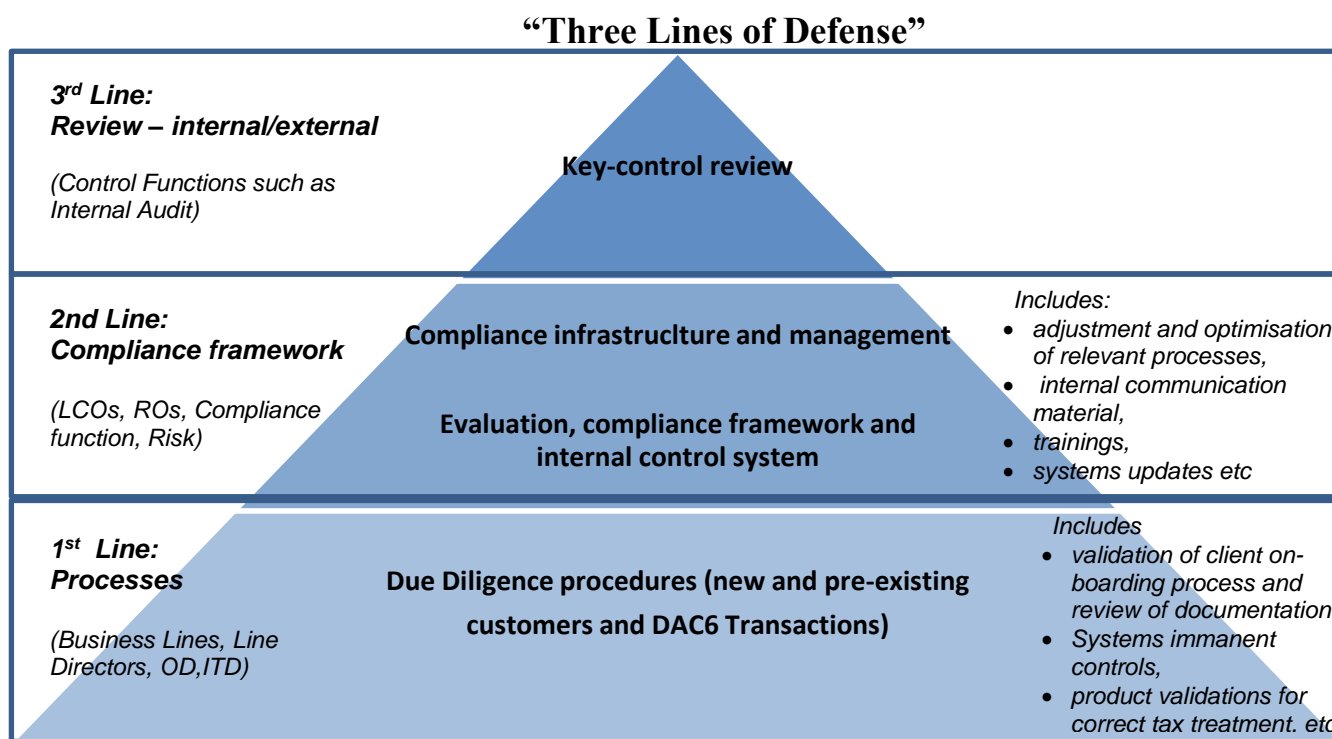 “Three Lines of Defense”
3rd Line:
Review – internal/external
(Control Functions such as
Internal Audit)
Key-control review
2nd Line:
Compliance framework
(LCOs, ROs, Compliance
function, Risk)
Compliance infrastruclture and management
Evaluation, compliance framework and
internal control system
Includes:
• adjustment and optimisation
of relevant processes,
• internal communication
material,
• trainings,
• systems updates etc
1st Line:
Processes
(Business Lines, Line
Directors, OD,ITD)
Due Diligence procedures (new and pre-existing
customers and DAC6 Transactions)
Includes
• validation of client on-
boarding process and
review of documentation
• Systems immanent
controls,
• product validations for
correct tax treatment. etc